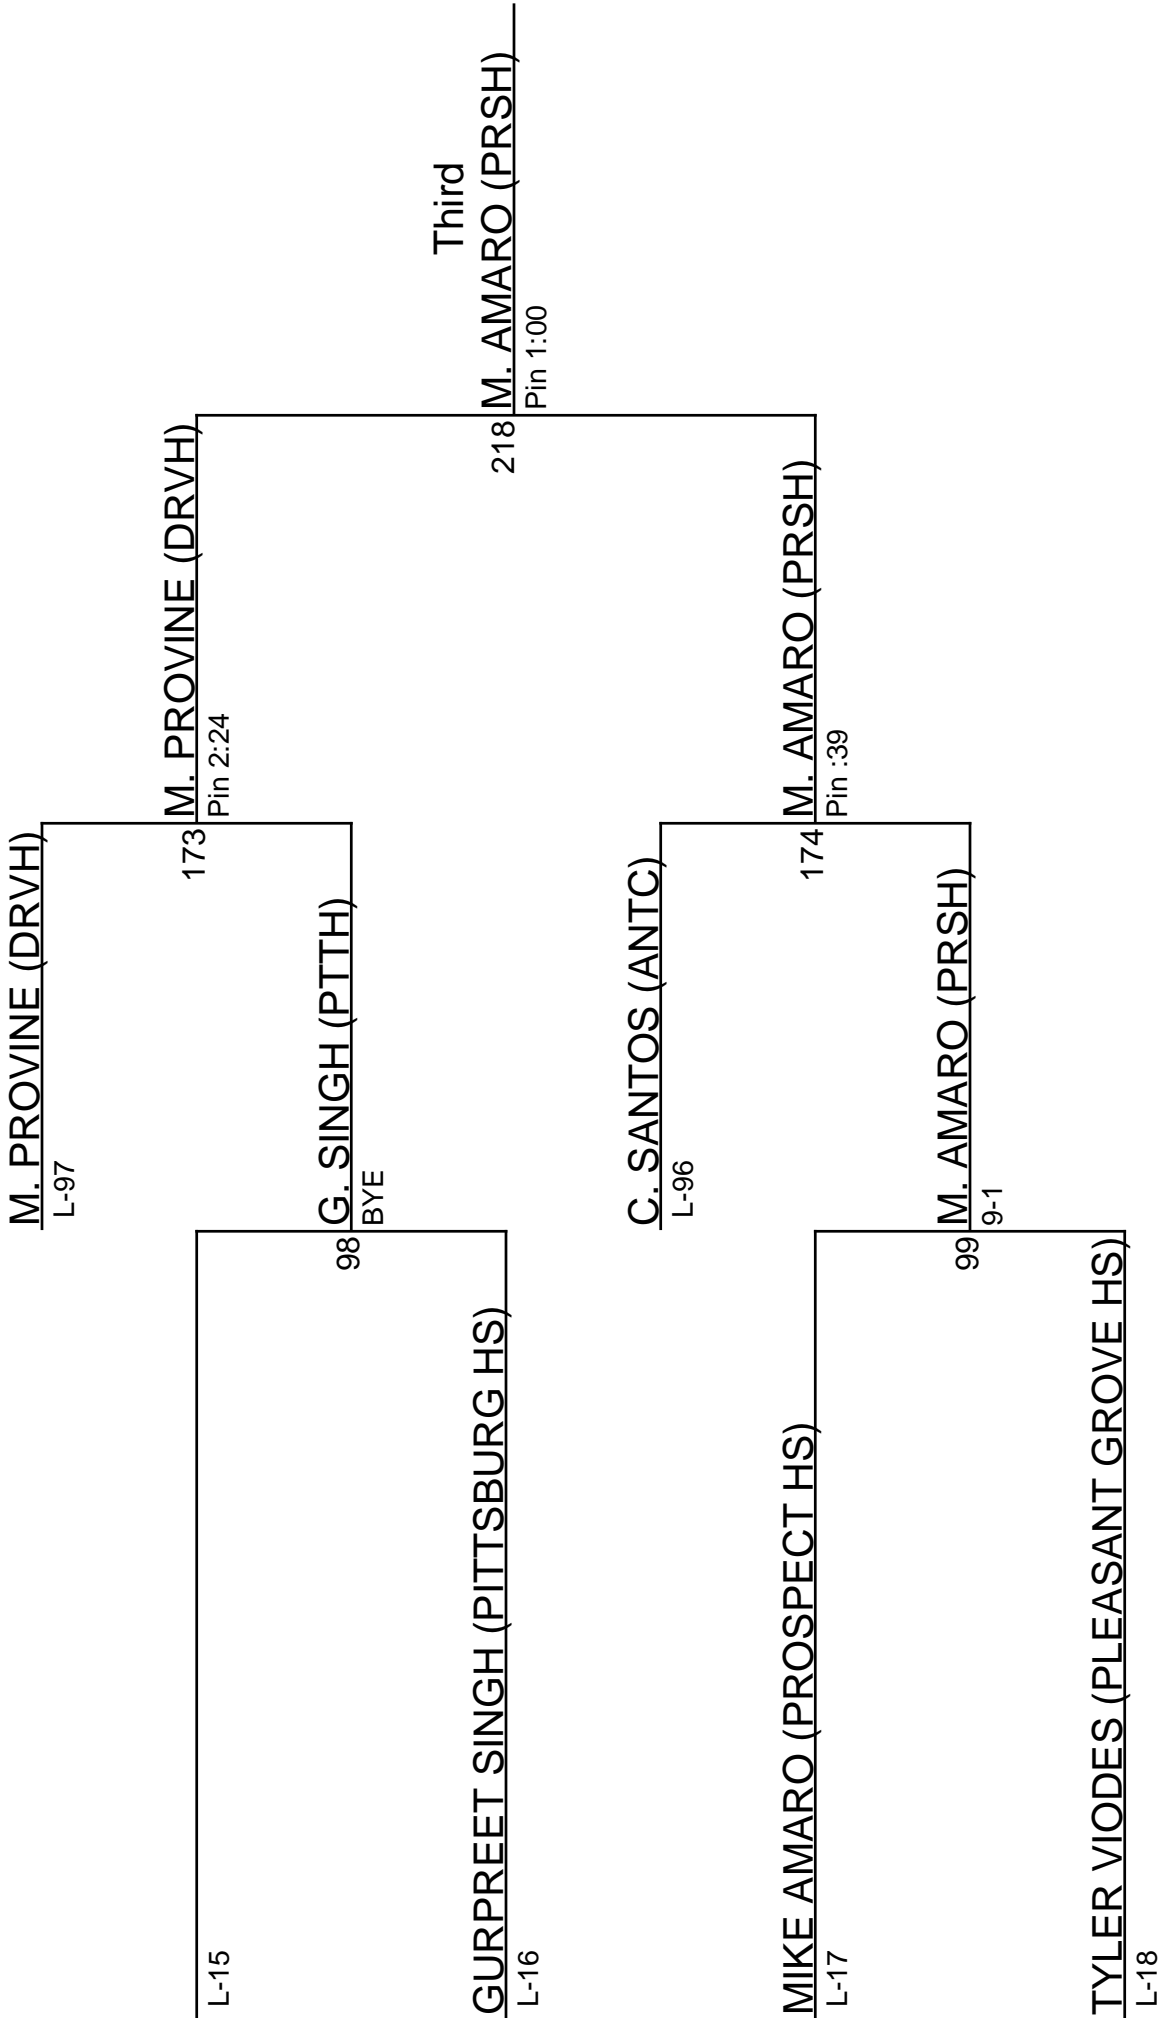 M. PROVINE (DRVH)
L-97
M. PROVINE (DRVH)
173
Pin 2:24
L-15
G. SINGH (PTTH)
98
BYE
GURPREET SINGH (PITTSBURG HS)
L-16
Third
M. AMARO (PRSH)
218
Pin 1:00
C. SANTOS (ANTC)
L-96
M. AMARO (PRSH)
174
Pin :39
MIKE AMARO (PROSPECT HS)
L-17
M. AMARO (PRSH)
99
9-1
TYLER VIODES (PLEASANT GROVE HS)
L-18